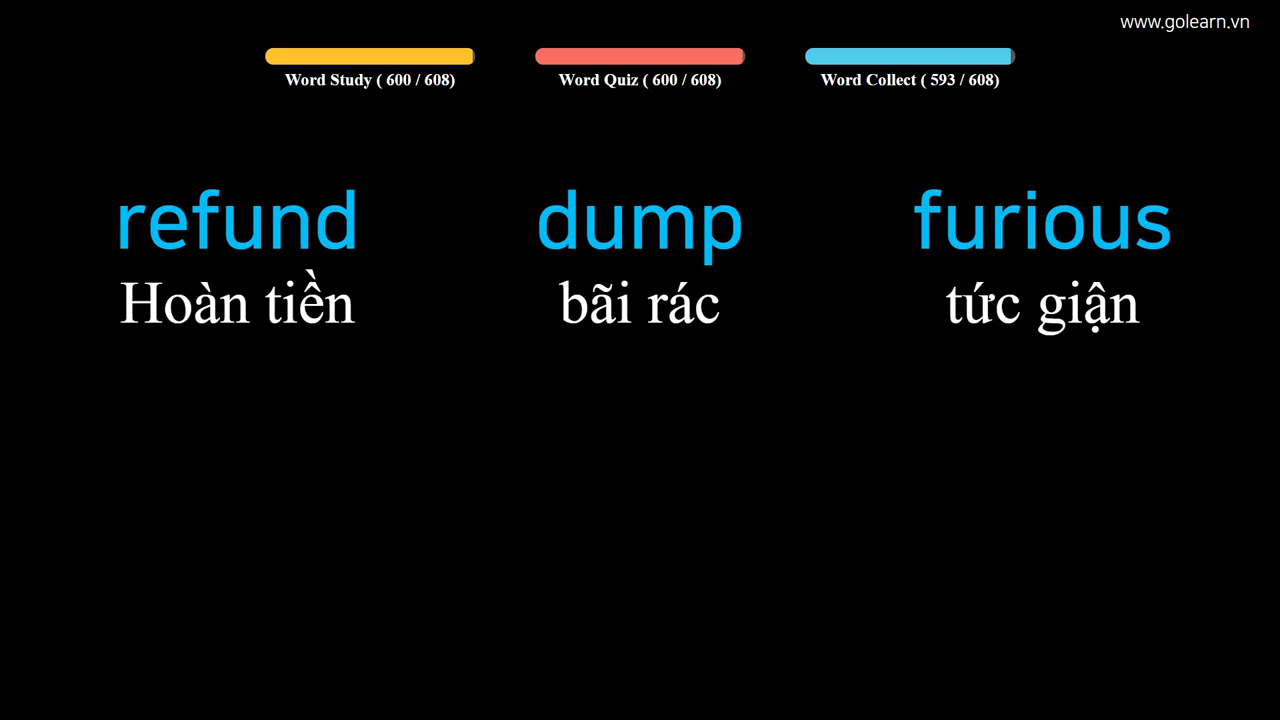 www.golearn.vn
Word Study ( 600 / 608)
Word Quiz ( 600 / 608)
Word Collect ( 593 / 608)
refund
Hoàn tiền
dump
bãi rác
furious
tức giận